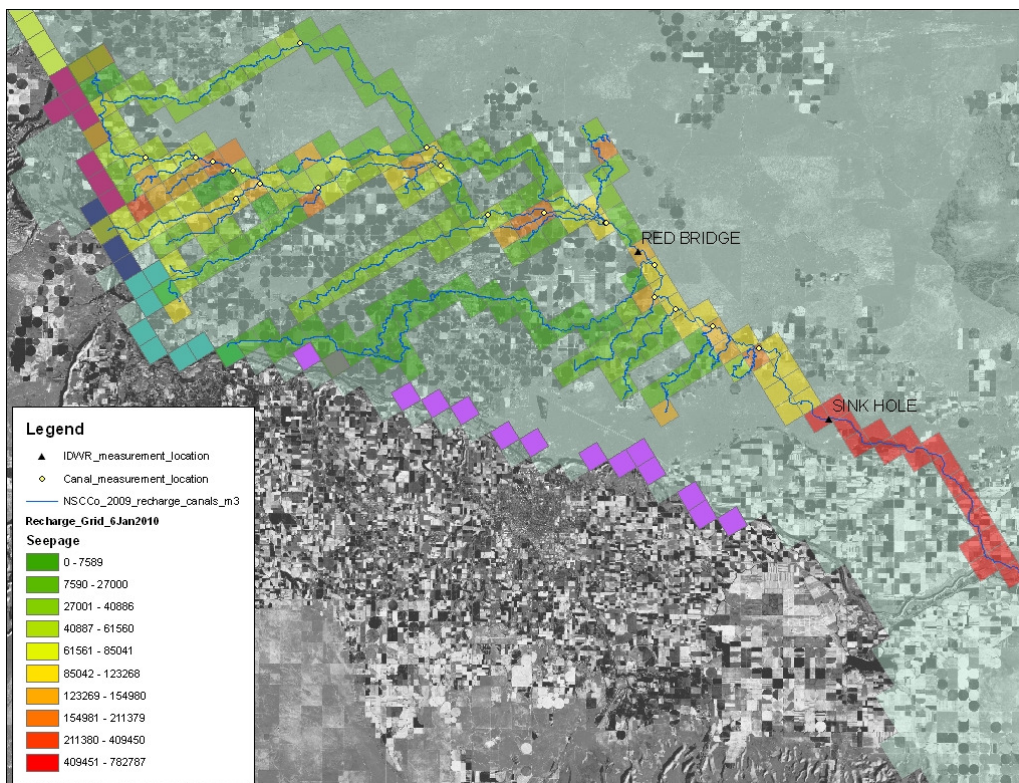 RED BRIDGE
SINK HOLE
Legend
IDWR_measurement_location
Canal_measurement_location
NSCCo_2009_recharge_canals_m3
Recharge_Grid_6Jan2010
Seepage
0 - 7589
7590 - 27000
27001 - 40886
40887 - 61560
61561 - 85041
85042 - 123268
123269 - 154980
154981 - 211379
211380 - 409450
409451 - 782787